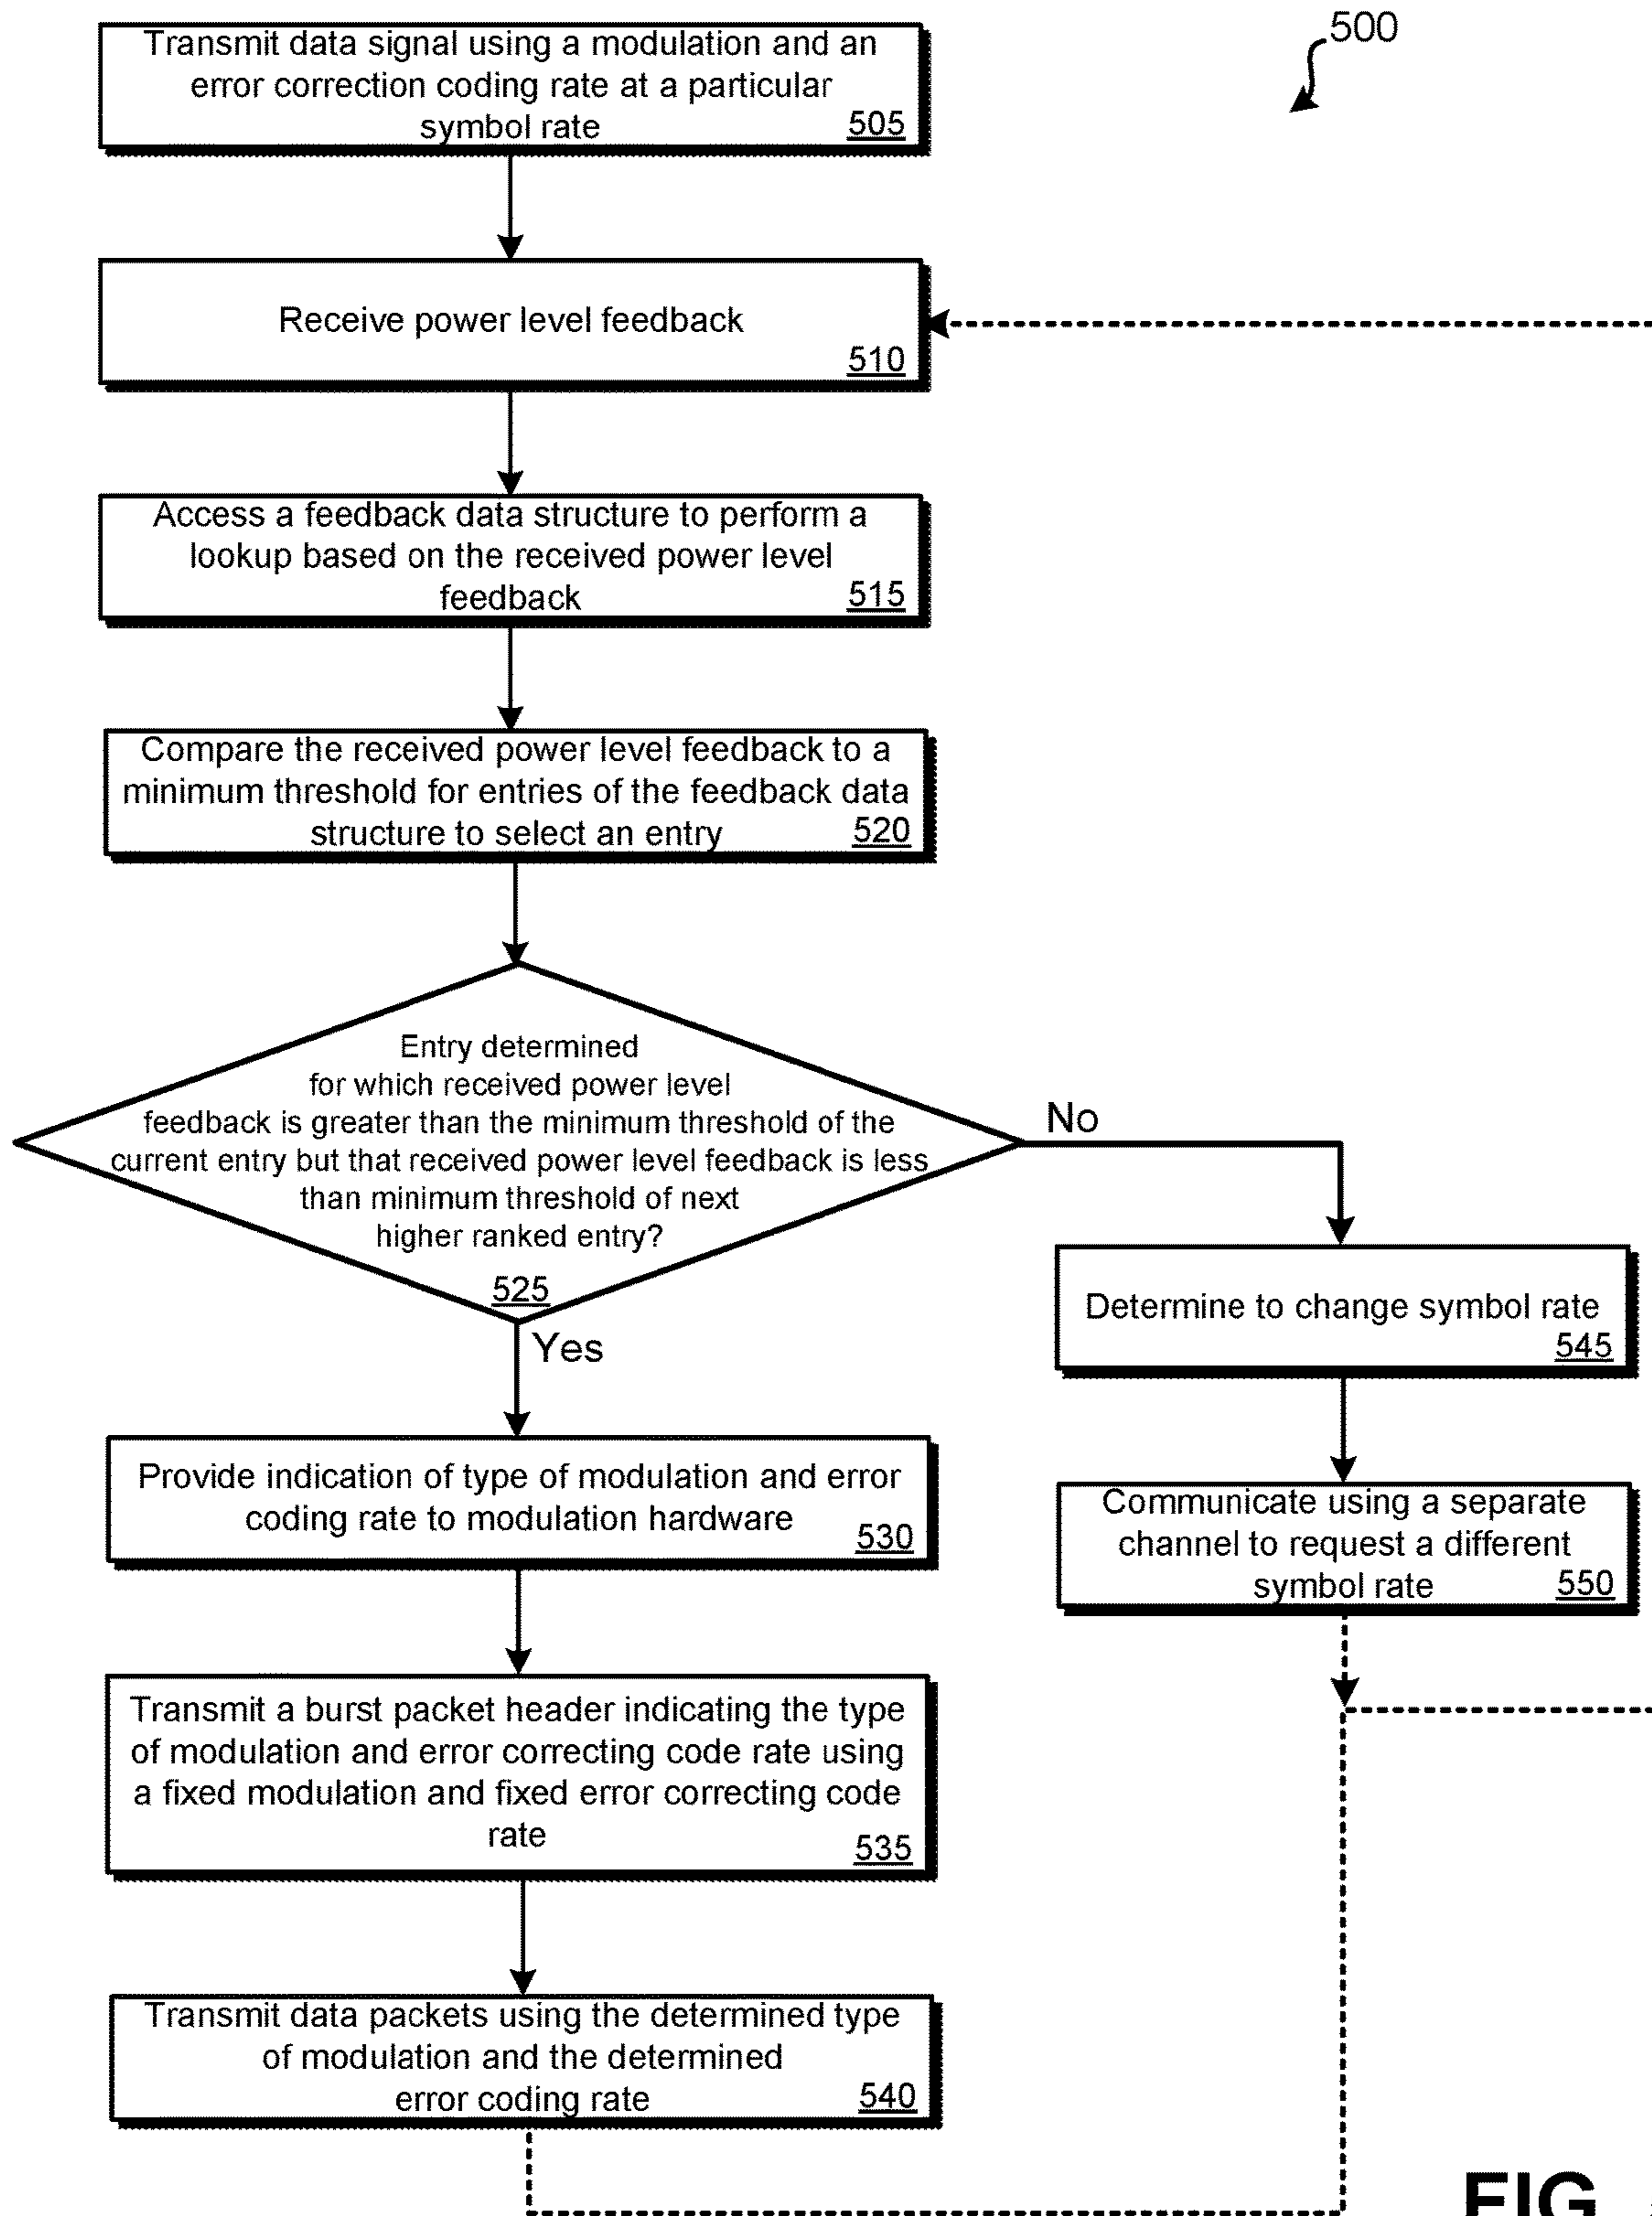 500
Transmit data signal using a modulation and an
error correction coding rate at a particular
symbol rate 505
Receive power level feedback
510
Access a feedback data structure to perform a
lookup based on the received power level
feedback 515
Compare the received power level feedback to a
minimum threshold for entries of the feedback data
structure to select an entry 520
Entry determined
for which received power level
feedback is greater than the minimum threshold of the
current entry but that received power level feedback is less
than minimum threshold of next
higher ranked entry?
525
No
Yes
Determine to change symbol rate
545
Communicate using a separate
channel to request a different
symbol rate 550
Provide indication of type of modulation and error
coding rate to modulation hardware 530
Transmit a burst packet header indicating the type
of modulation and error correcting code rate using
a fixed modulation and fixed error correcting code
rate 535
Transmit data packets using the determined type
of modulation and the determined
error coding rate 540
FIG.